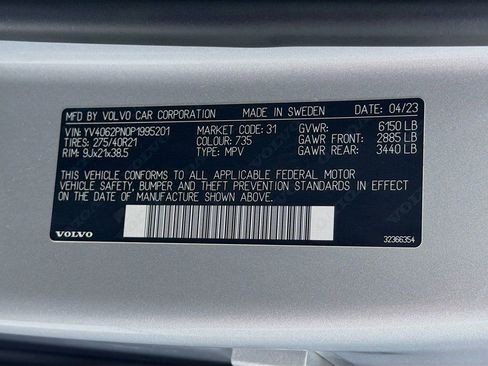 MFD BY VOLVO CAR CORPORATION MADE IN SWEDEN DATE: 04/23
VIN: YV4062PN0P1995201 MARKET CODE: 31 GVWR: 6150 LB
TIRES: 275/40R21 COLOUR: 735 GAWR FRONT: 2885 LB
RIM: 9Jx21x38.5 TYPE: MPV GAWR REAR: 3440 LB
THIS VEHICLE CONFORMS TO ALL APPLICABLE FEDERAL MOTOR
VEHICLE SAFETY, BUMPER AND THEFT PREVENTION STANDARDS IN EFFECT
ON THE DATE OF MANUFACTURE SHOWN ABOVE.
VOLVO 32366354